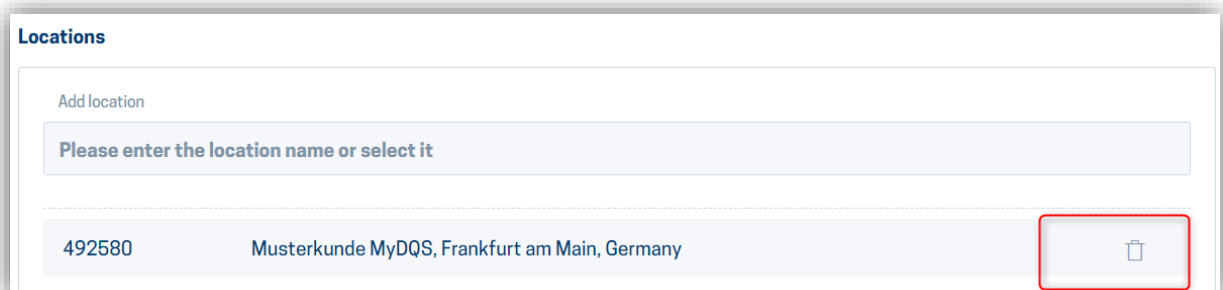 Locations
Add location
Please enter the location name or select it
492580 Musterkunde MyDQS, Frankfurt am Main, Germany